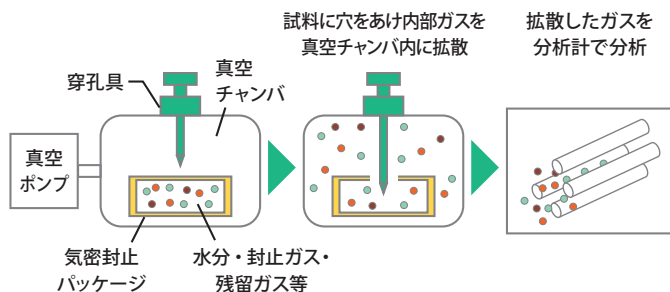 試料に穴をあけ内部ガスを
真空チャンバ内に拡散
拡散したガスを
分析計で分析
穿孔具
真空
チャンバ
真空
ポンプ
気密封止
パッケージ
水分・封止ガス・
残留ガス等